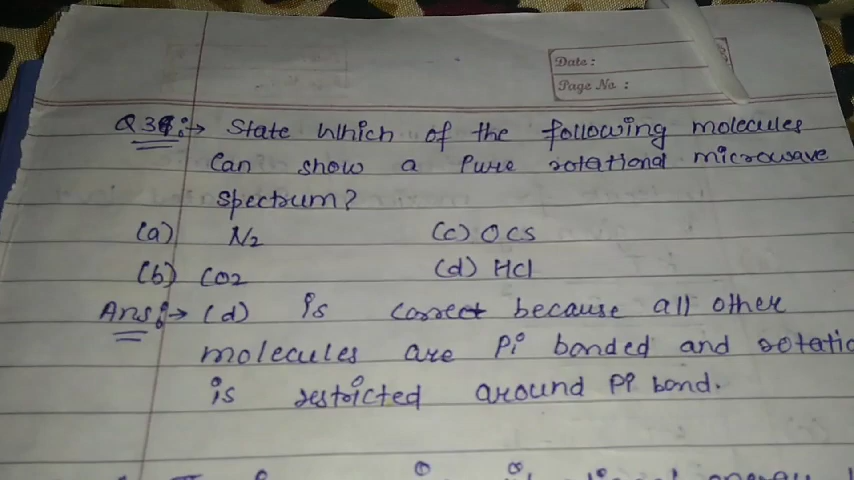 Date:
Page No:
Q 34:→ State which of the following molecules
can show a Pure rotational microwave
spectrum?
(a) N2 (c) OCS
(b) CO2 (d) HCl
Ans:→ (d) is correct because all other
molecules are Pi bonded and rotatio
is restricted around Pi bond.